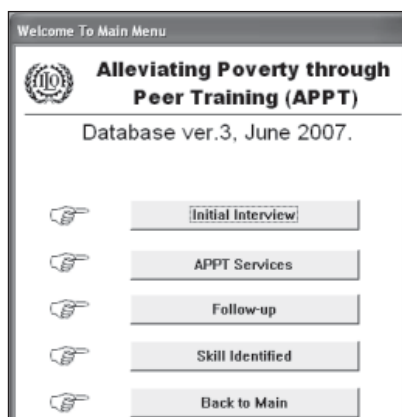 Welcome To Main Menu
Alleviating Poverty through
Peer Training (APPT)
Database ver.3, June 2007.
Initial Interview
APPT Services
Follow-up
Skill Identified
Back to Main